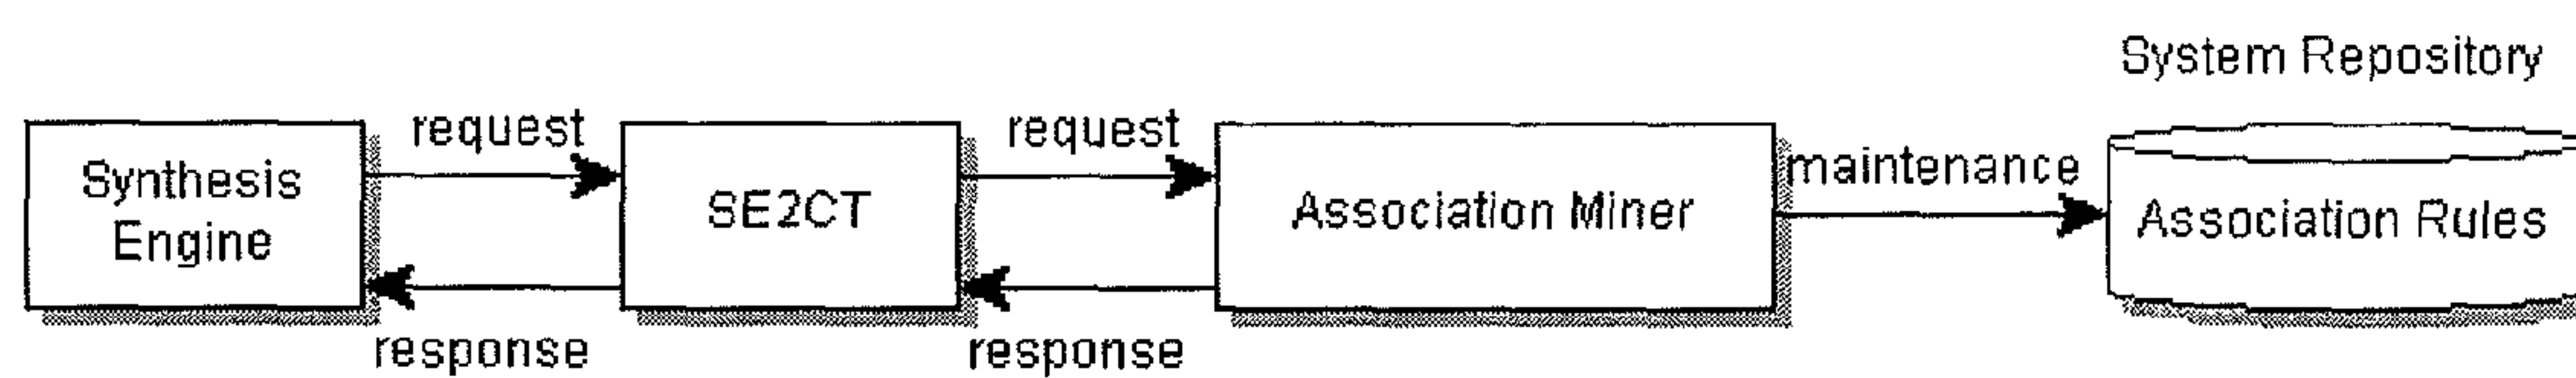 System Repository
request
request
Synthesis
Engine
SE2CT
Association Miner
maintenance
Association Rules
response
response